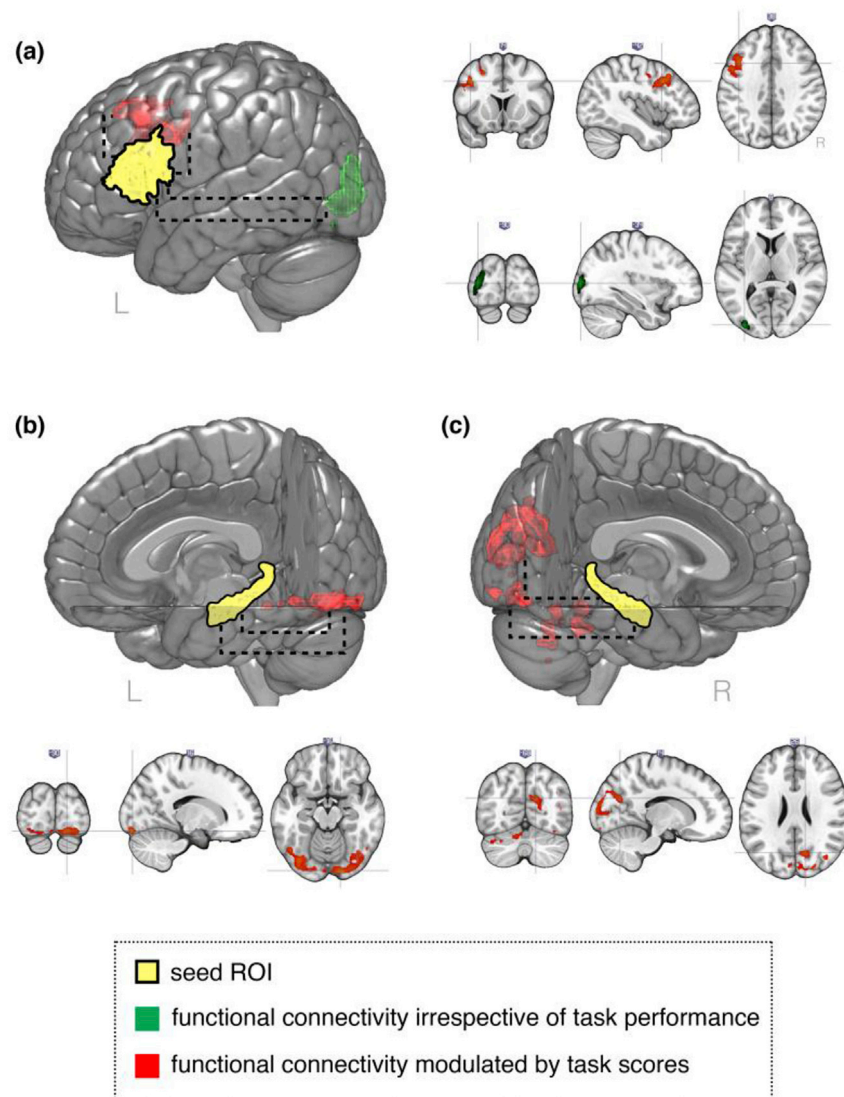 (a)
R
L
(b)
(c)
L
R
seed ROI
functional connectivity irrespective of task performance
functional connectivity modulated by task scores